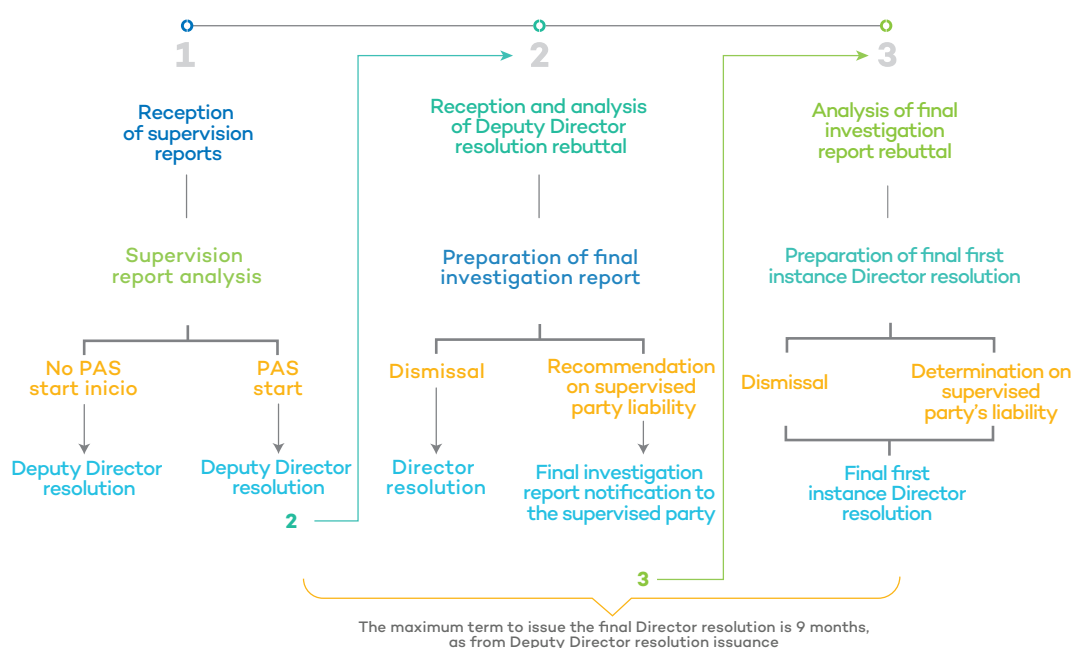 1
Reception
of supervision
reports
Supervision
report analysis
No PAS
start inicio
PAS
start
Deputy Director
resolution
Deputy Director
resolution
2
2
Reception and analysis
of Deputy Director
resolution rebuttal
Preparation of final
investigation report
Dismissal
Recommendation
on supervised
party liability
Director
resolution
Final investigation
report notification to
the supervised party
3
3
Analysis of final
investigation
report rebuttal
Preparation of final first
instance Director resolution
Dismissal
Determination on
supervised
party's liability
Final first
instance Director
resolution
The maximum term to issue the final Director resolution is 9 months,
as from Deputy Director resolution issuance